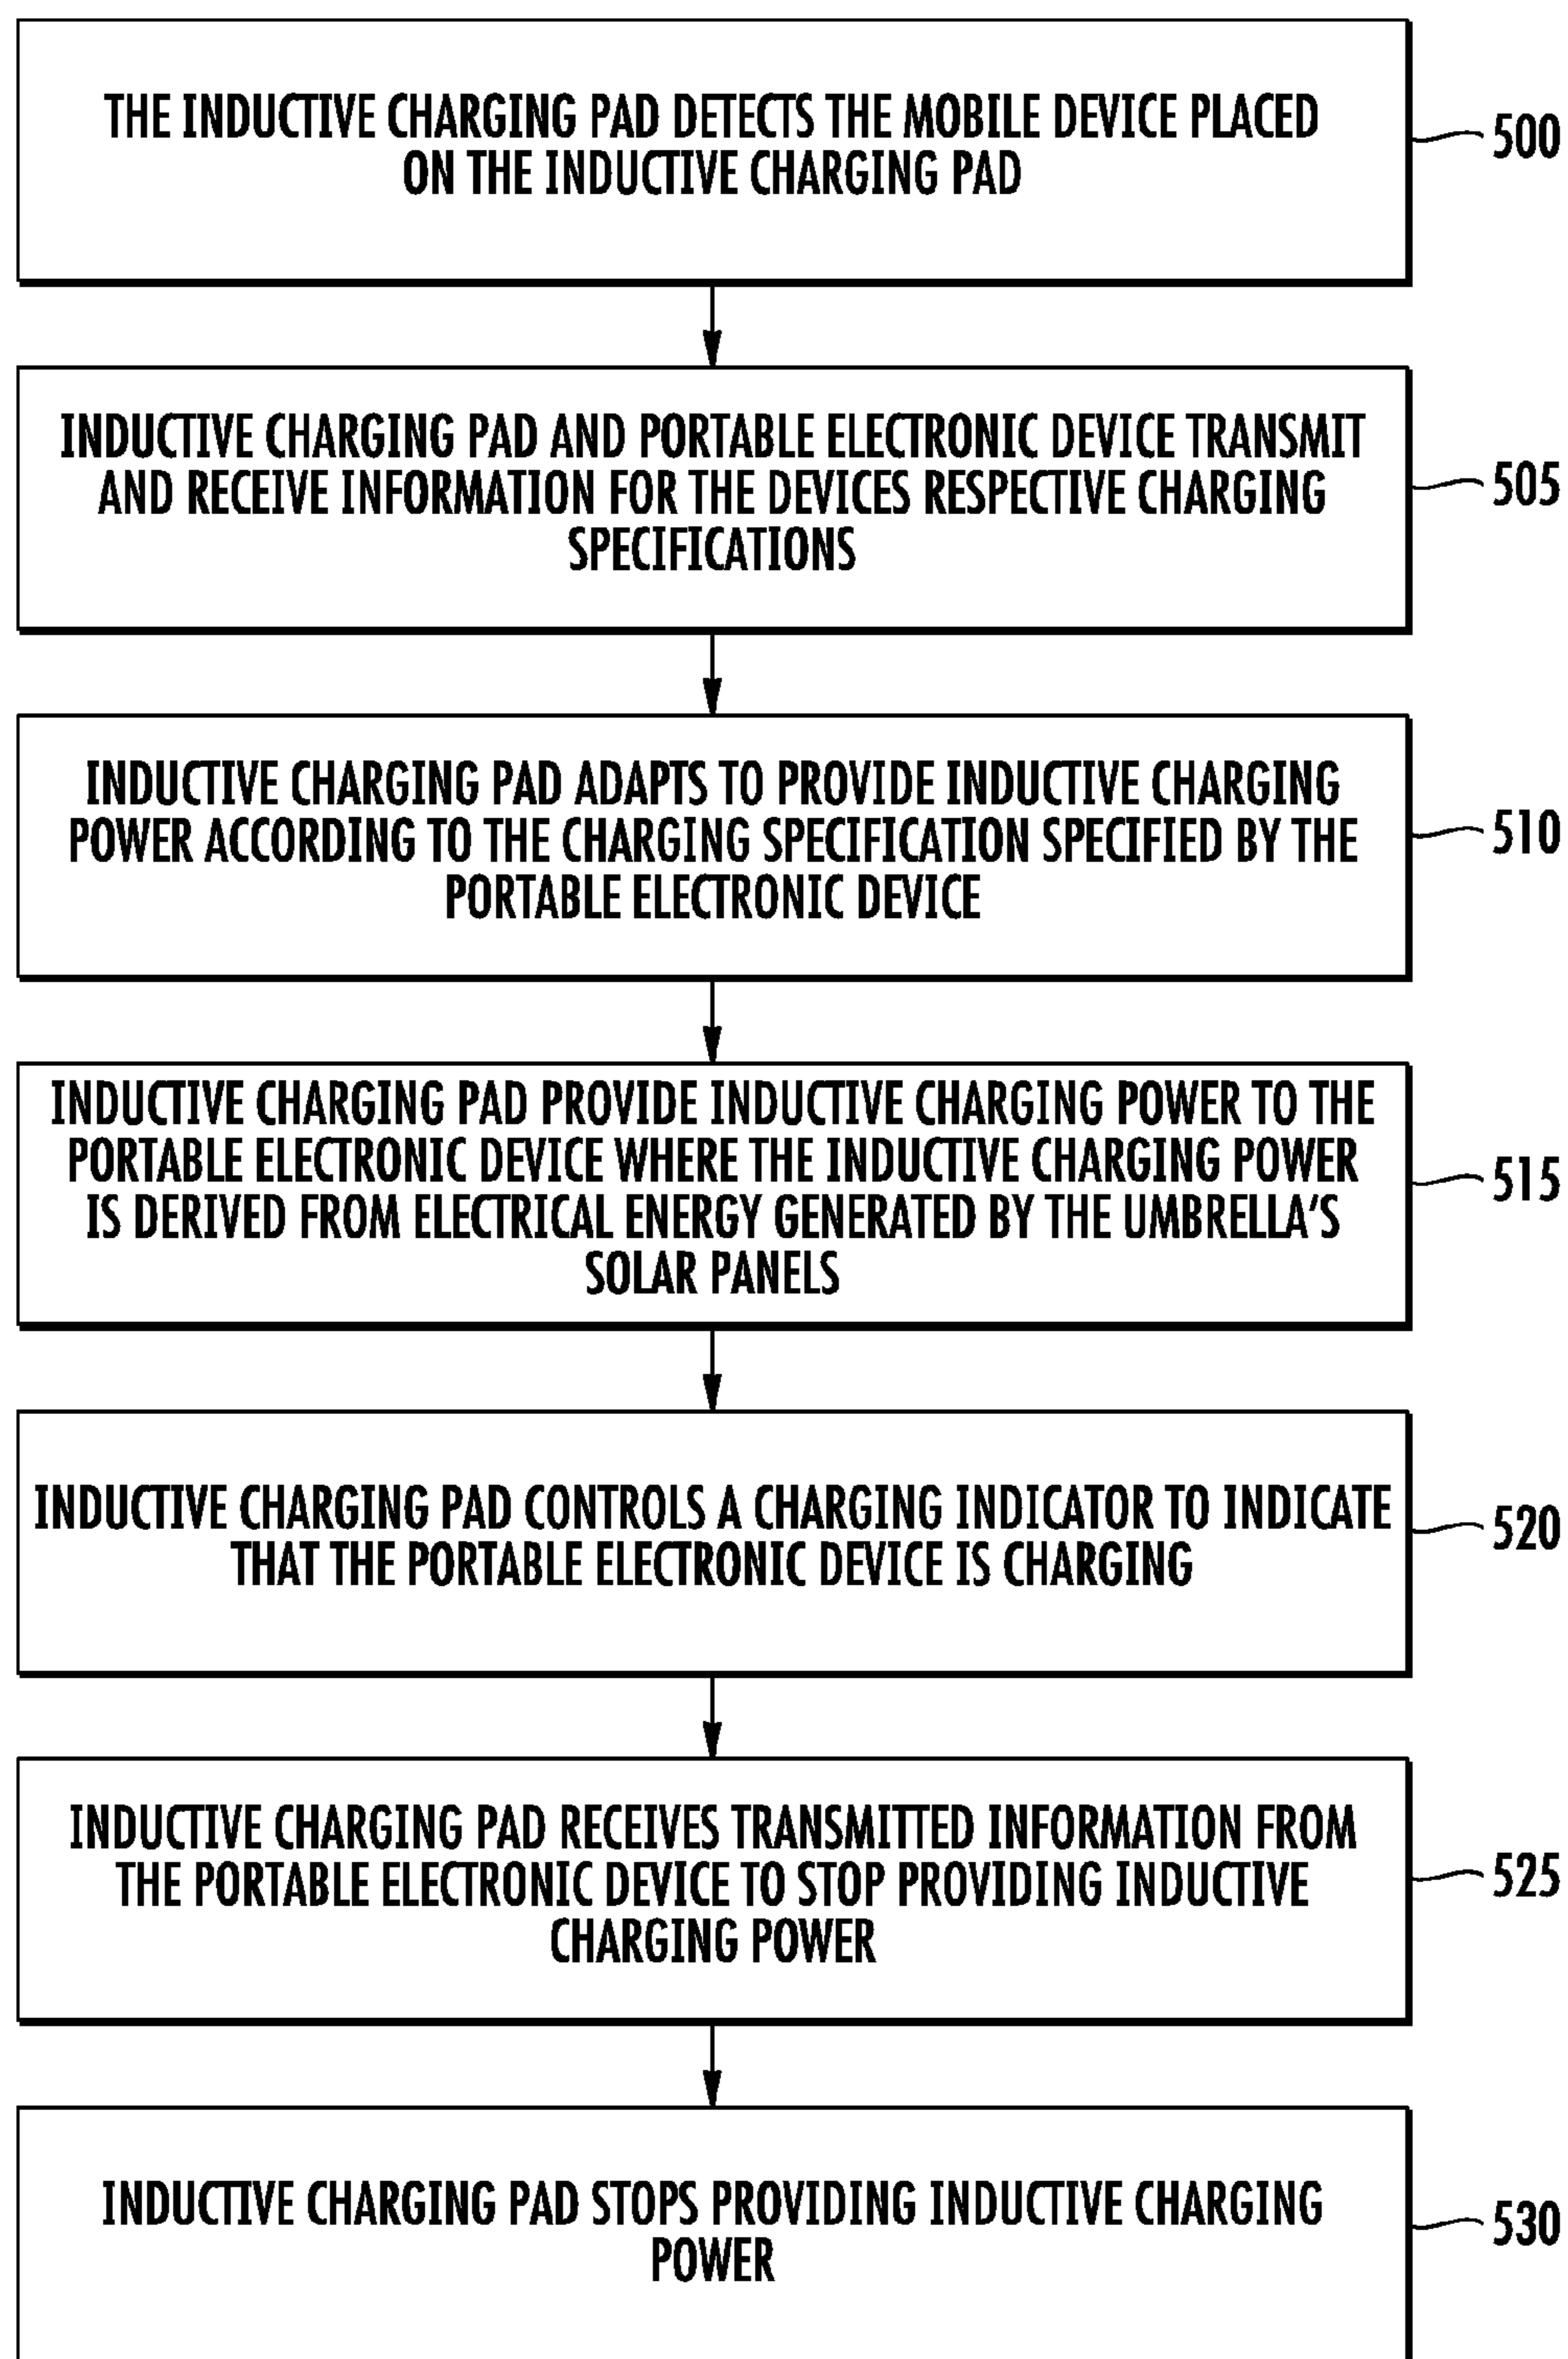 THE INDUCTIVE CHARGING PAD DETECTS THE MOBILE DEVICE PLACED
ON THE INDUCTIVE CHARGING PAD
500
INDUCTIVE CHARGING PAD AND PORTABLE ELECTRONIC DEVICE TRANSMIT
AND RECEIVE INFORMATION FOR THE DEVICES RESPECTIVE CHARGING
SPECIFICATIONS
505
INDUCTIVE CHARGING PAD ADAPTS TO PROVIDE INDUCTIVE CHARGING
POWER ACCORDING TO THE CHARGING SPECIFICATION SPECIFIED BY THE
PORTABLE ELECTRONIC DEVICE
510
INDUCTIVE CHARGING PAD PROVIDE INDUCTIVE CHARGING POWER TO THE
PORTABLE ELECTRONIC DEVICE WHERE THE INDUCTIVE CHARGING POWER
IS DERIVED FROM ELECTRICAL ENERGY GENERATED BY THE UMBRELLA'S
SOLAR PANELS
515
INDUCTIVE CHARGING PAD CONTROLS A CHARGING INDICATOR TO INDICATE
THAT THE PORTABLE ELECTRONIC DEVICE IS CHARGING
520
INDUCTIVE CHARGING PAD RECEIVES TRANSMITTED INFORMATION FROM
THE PORTABLE ELECTRONIC DEVICE TO STOP PROVIDING INDUCTIVE
CHARGING POWER
525
INDUCTIVE CHARGING PAD STOPS PROVIDING INDUCTIVE CHARGING
POWER
530